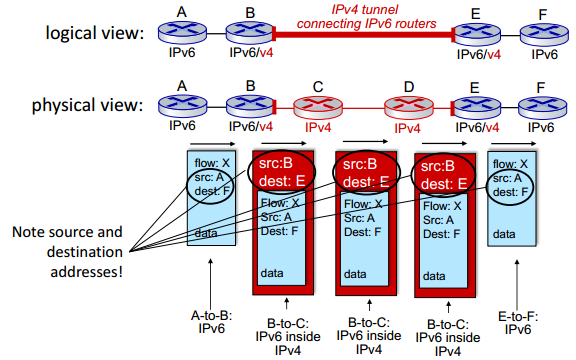 logical view:
A
B
IPv4 tunnel
connecting IPv6 routers
E
F
IPv6
IPv6/v4
IPv6/v4
IPv6
physical view:
A
B
C
D
E
F
IPv6
IPv6/v4
IPv4
IPv4
IPv6/v4
IPv6
flow: X
src: A
dest: F
data
src:B
dest: E
Flow: X
Src: A
Dest: F
data
src:B
dest: E
Flow: X
Src: A
Dest: F
data
src:B
dest: E
Flow: X
Src: A
Dest: F
data
flow: X
src: A
dest: F
data
Note source and
destination
addresses!
A-to-B:
IPv6
B-to-C:
IPv6 inside
IPv4
B-to-C:
IPv6 inside
IPv4
B-to-C:
IPv6 inside
IPv4
E-to-F:
IPv6